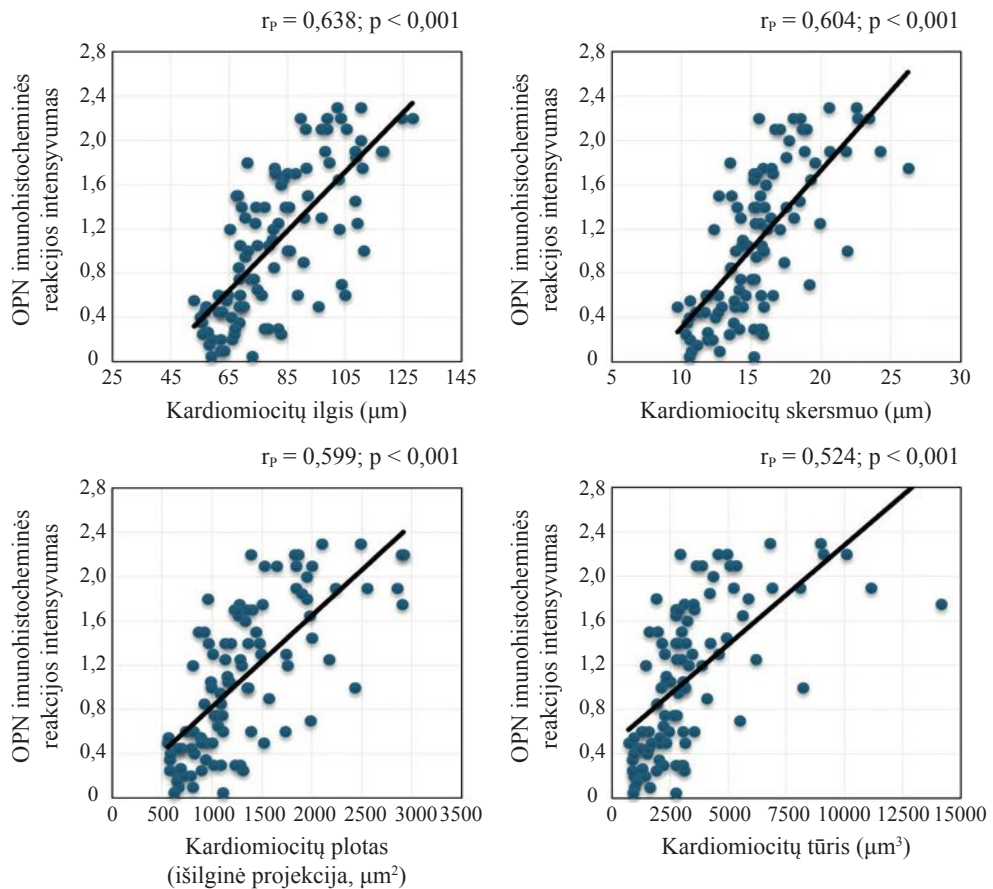 rP = 0,638; p < 0,001
OPN imunohistocheminės
reakcijos intensyvumas
2,8
2,4
2,0
1,6
1,2
0,8
0,4
0
25 45 65 85 105 125 145
Kardiomiocitų ilgis (µm)
rP = 0,604; p < 0,001
OPN imunohistocheminės
reakcijos intensyvumas
2,8
2,4
2,0
1,6
1,2
0,8
0,4
0
5 10 15 20 25 30
Kardiomiocitų skersmuo (µm)
rP = 0,599; p < 0,001
OPN imunohistocheminės
reakcijos intensyvumas
2,8
2,4
2,0
1,6
1,2
0,8
0,4
0
0 500 1000 1500 2000 2500 3000 3500
Kardiomiocitų plotas
(išilginė projekcija, µm²)
rP = 0,524; p < 0,001
OPN imunohistocheminės
reakcijos intensyvumas
2,8
2,4
2,0
1,6
1,2
0,8
0,4
0
0 2500 5000 7500 10000 12500 15000
Kardiomiocitų tūris (µm³)